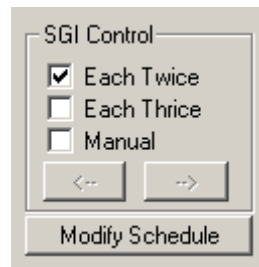 SGI Control
Each Twice
Each Thrice
Manual
<-- -->
Modify Schedule